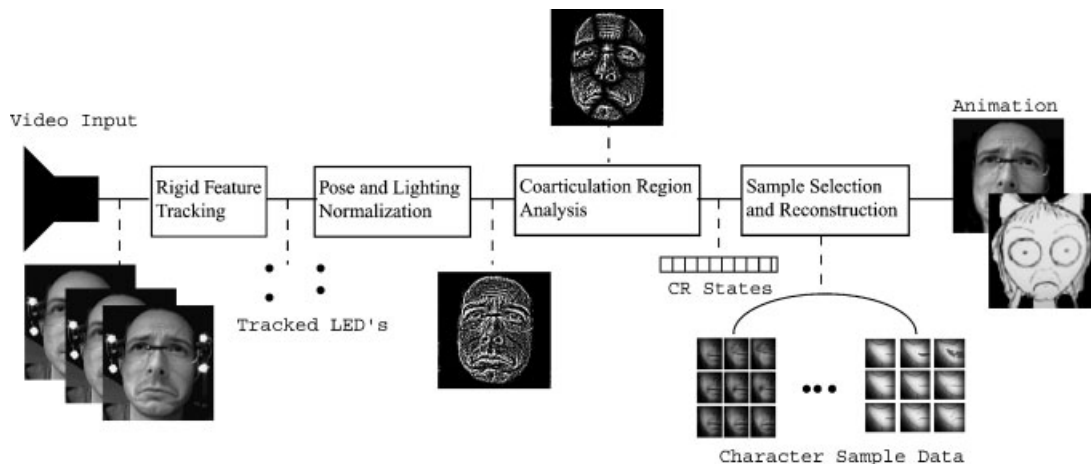 Video Input
Rigid Feature
Tracking
Pose and Lighting
Normalization
Coarticulation Region
Analysis
Sample Selection
and Reconstruction
Animation
Tracked LED's
CR States
Character Sample Data